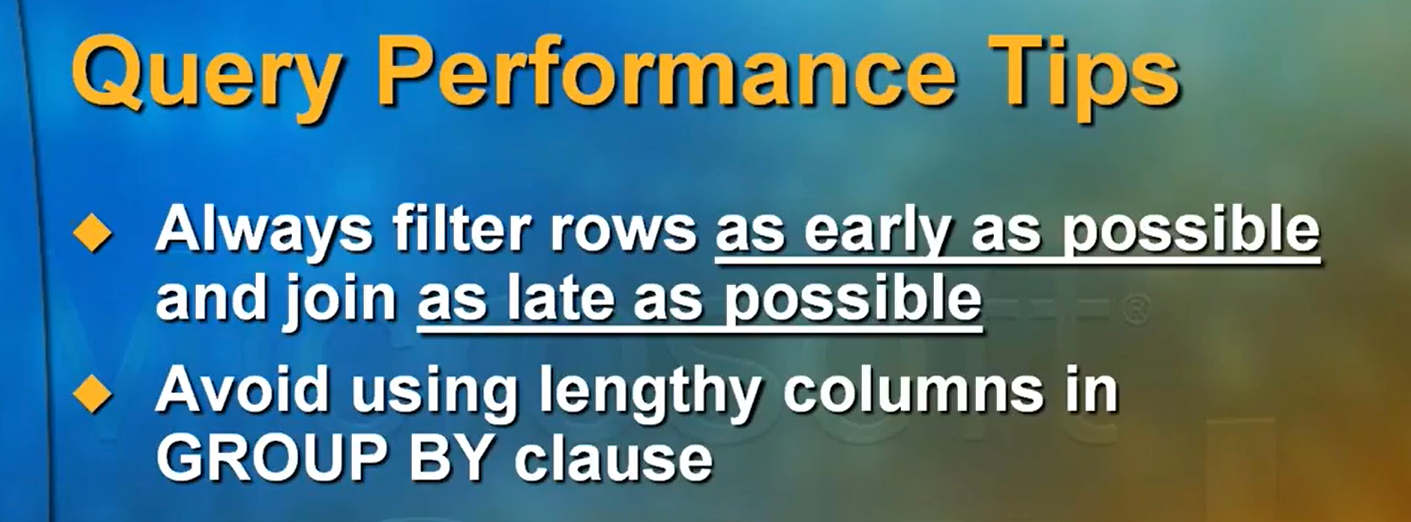 Query Performance Tips
Always filter rows as early as possible
and join as late as possible
Microsoft®
Avoid using lengthy columns in
GROUP BY clause